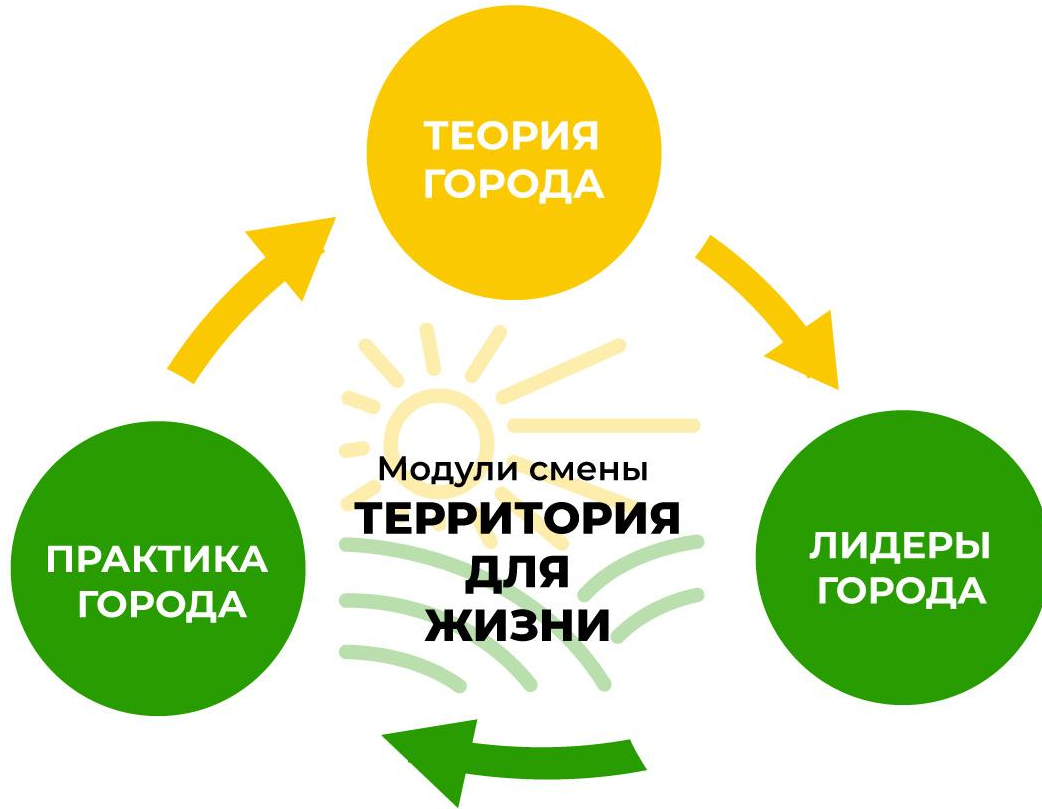 ТЕОРИЯ
ГОРОДА
Модули смены
ТЕРРИТОРИЯ
ДЛЯ
ЖИЗНИ
ПРАКТИКА
ГОРОДА
ЛИДЕРЫ
ГОРОДА